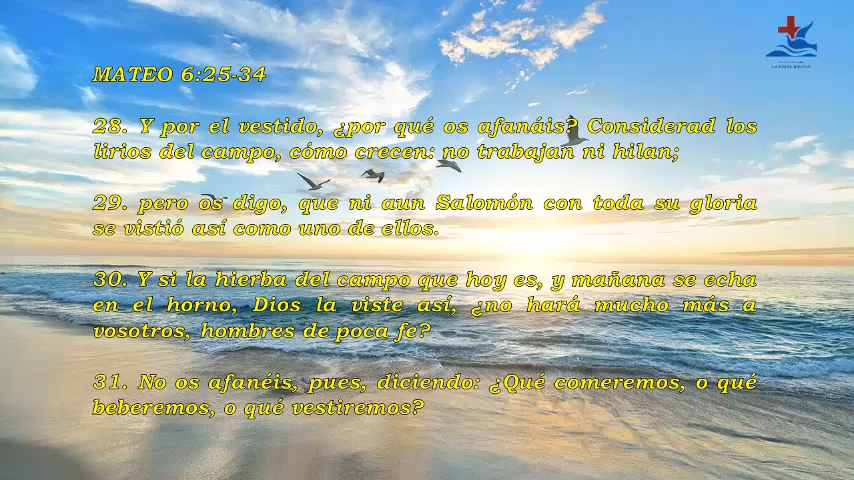 MATEO 6:25-34
28. Y por el vestido, ¿por qué os afanáis? Considerad los
lirios del campo, cómo crecen: no trabajan ni hilan;
29. pero os digo, que ni aun Salomón con toda su gloria
se vistió así como uno de ellos.
30. Y si la hierba del campo que hoy es, y mañana se echa
en el horno, Dios la viste así, ¿no hará mucho más a
vosotros, hombres de poca fe?
31. No os afanéis, pues, diciendo: ¿Qué comeremos, o qué
beberemos, o qué vestiremos?